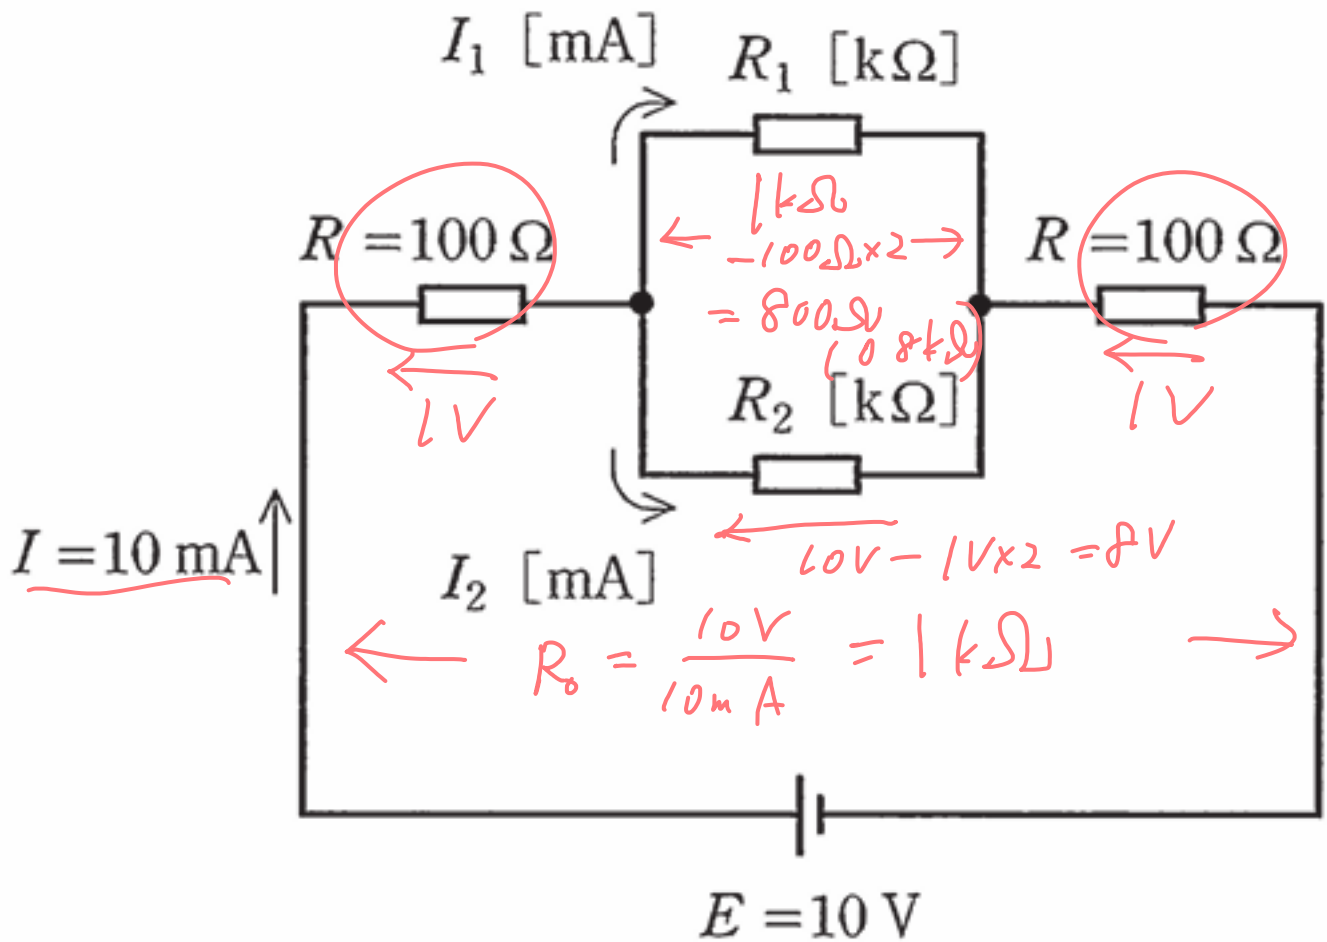 I₁ [mA]
R₁ [kΩ]
R = 100 Ω
1kΩ
-100Ω×2
= 800Ω
(0.8kΩ)
R = 100 Ω
1V
R₂ [kΩ]
1V
I = 10 mA
I₂ [mA]
10V - 1V×2 = 8V
R₀ = 10V / 10mA = 1kΩ
E = 10 V